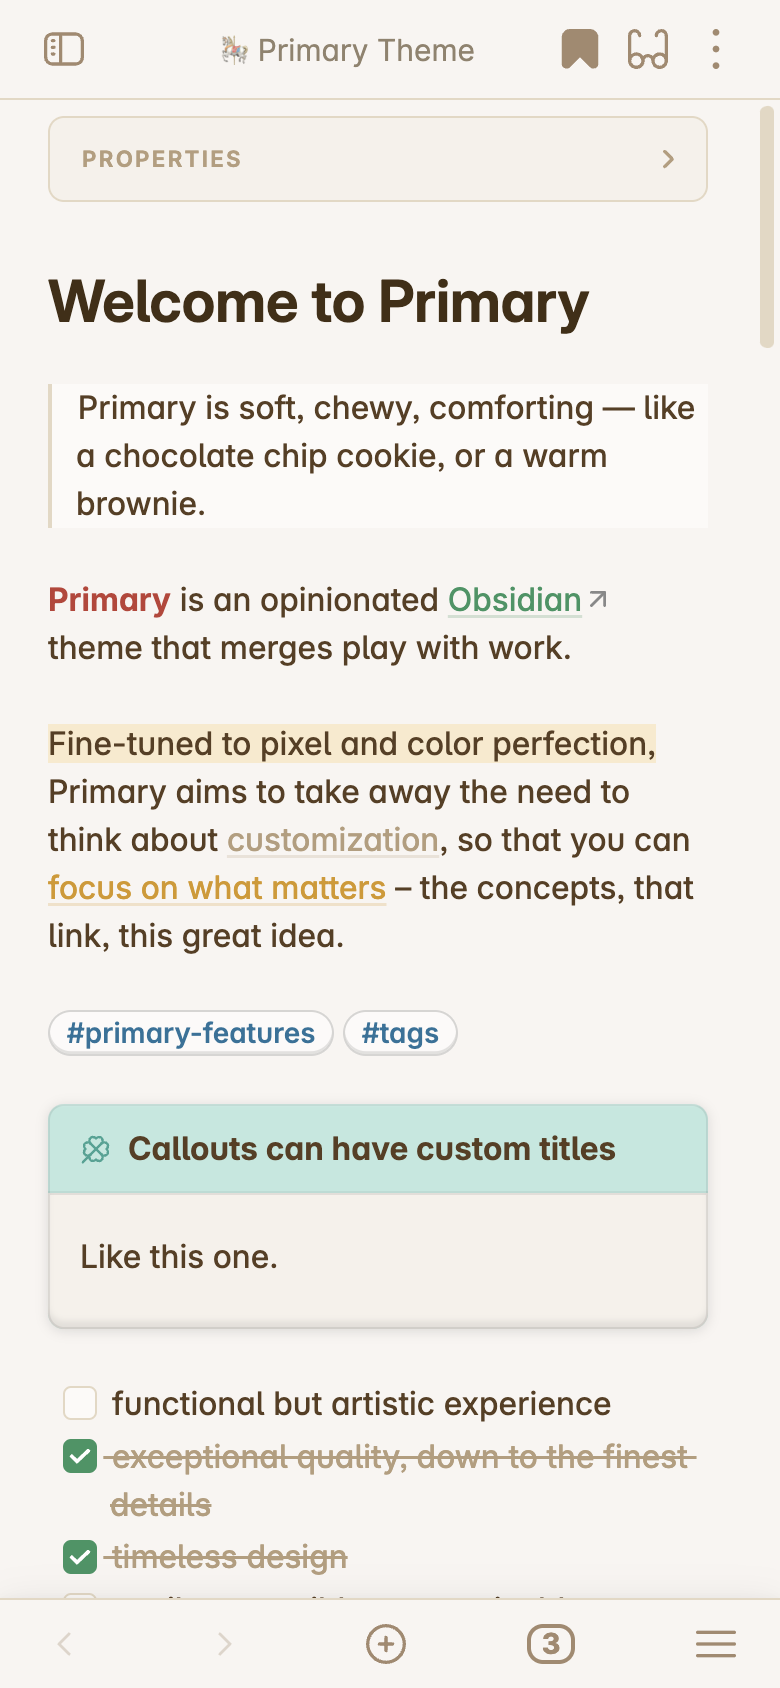 Primary Theme
PROPERTIES
Welcome to Primary
Primary is soft, chewy, comforting — like
a chocolate chip cookie, or a warm
brownie.
Primary is an opinionated Obsidian
theme that merges play with work.
Fine-tuned to pixel and color perfection,
Primary aims to take away the need to
think about customization, so that you can
focus on what matters – the concepts, that
link, this great idea.
#primary-features #tags
Callouts can have custom titles
Like this one.
functional but artistic experience
exceptional quality, down to the finest
details
timeless design
3